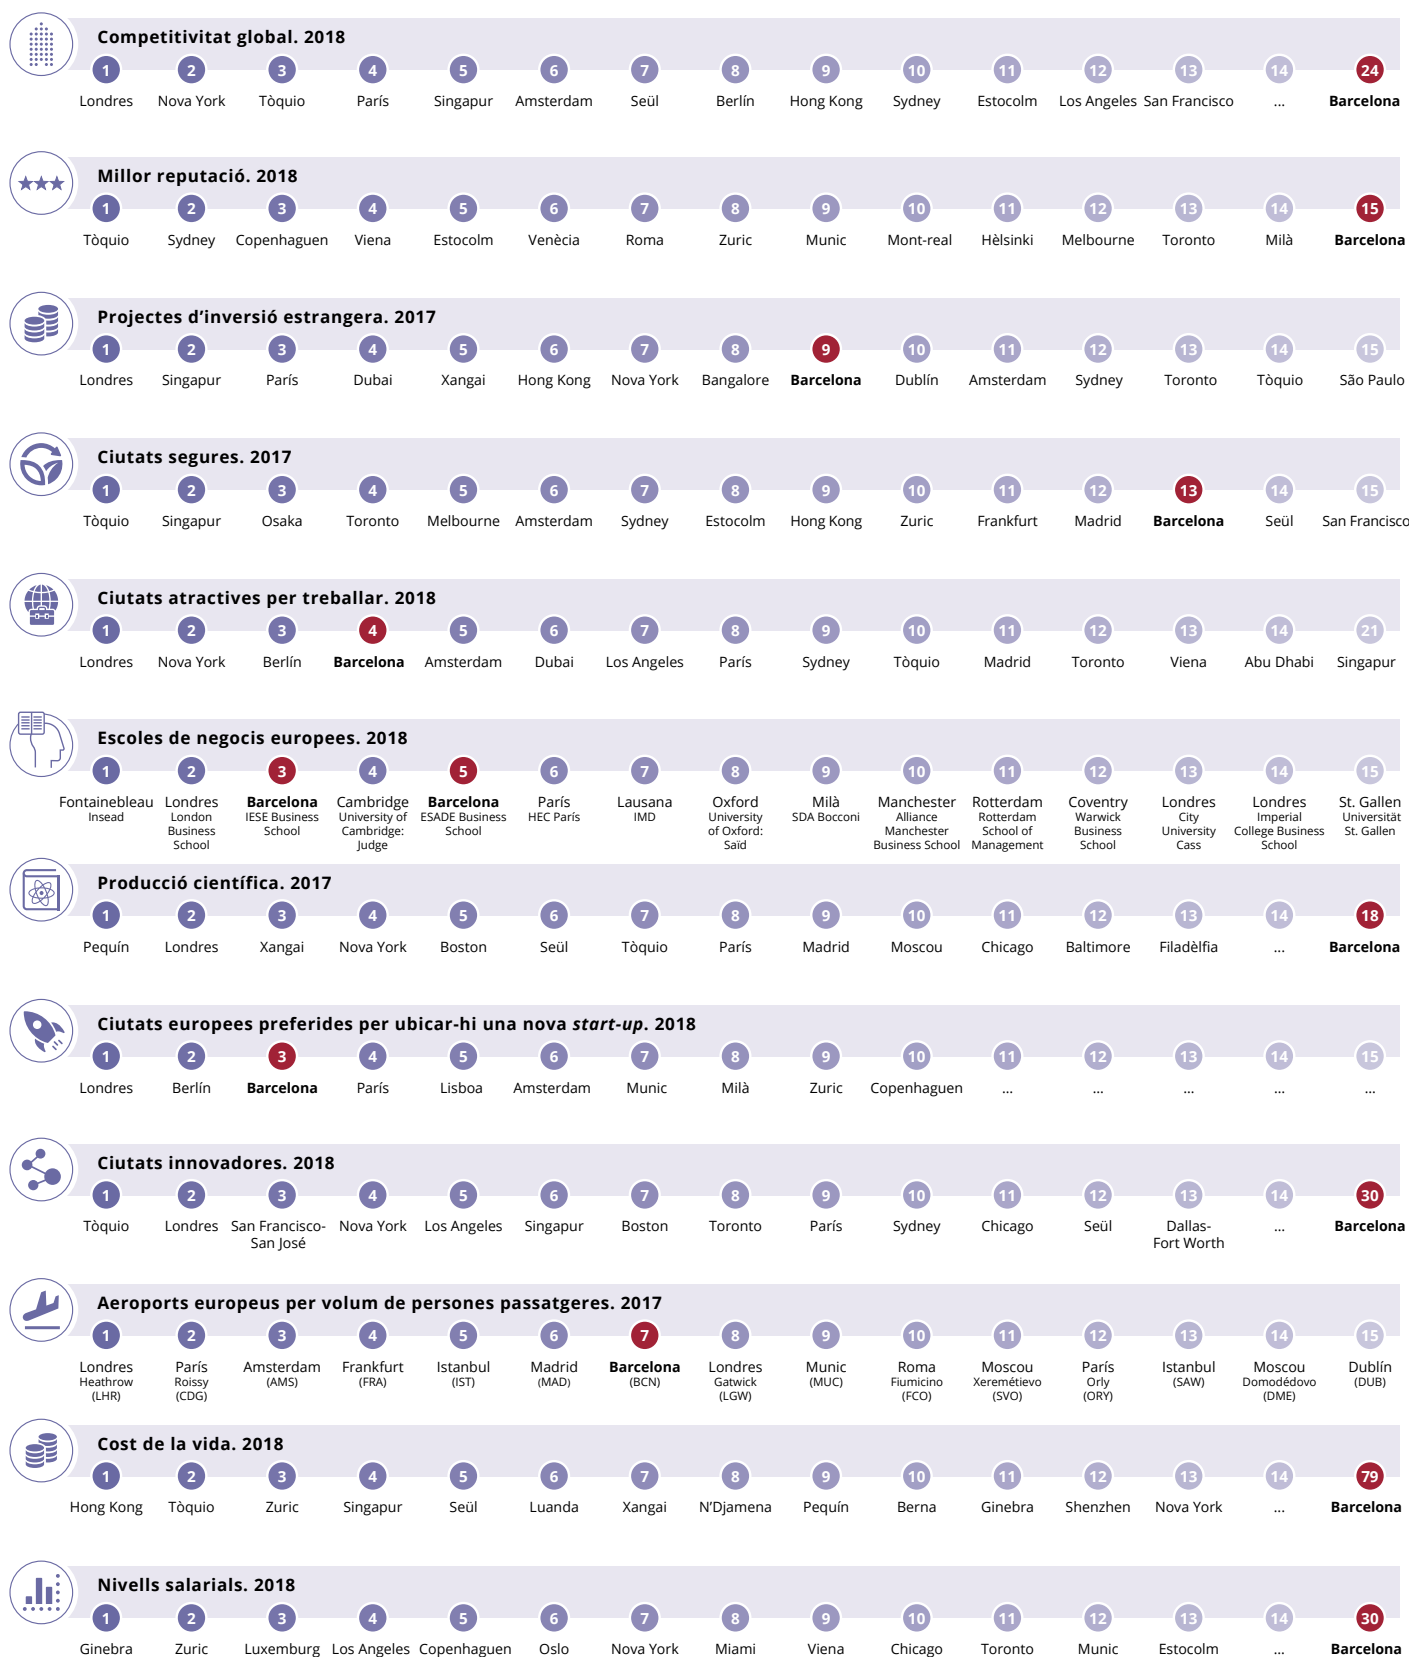 Competitivitat global. 2018
1 2 3 4 5 6 7 8 9 10 11 12 13 14 24
Londres Nova York Tòquio París Singapur Amsterdam Seül Berlín Hong Kong Sydney Estocolm Los Angeles San Francisco ... Barcelona
Millor reputació. 2018
1 2 3 4 5 6 7 8 9 10 11 12 13 14 15
Tòquio Sydney Copenhaguen Viena Estocolm Venècia Roma Zuric Munic Mont-real Hèlsinki Melbourne Toronto Milà Barcelona
Projectes d’inversió estrangera. 2017
1 2 3 4 5 6 7 8 9 10 11 12 13 14 15
Londres Singapur París Dubai Xangai Hong Kong Nova York Bangalore Barcelona Dublín Amsterdam Sydney Toronto Tòquio São Paulo
Ciutats segures. 2017
1 2 3 4 5 6 7 8 9 10 11 12 13 14 15
Tòquio Singapur Osaka Toronto Melbourne Amsterdam Sydney Estocolm Hong Kong Zuric Frankfurt Madrid Barcelona Seül San Francisco
Ciutats atractives per treballar. 2018
1 2 3 4 5 6 7 8 9 10 11 12 13 14 21
Londres Nova York Berlín Barcelona Amsterdam Dubai Los Angeles París Sydney Tòquio Madrid Toronto Viena Abu Dhabi Singapur
Escoles de negocis europees. 2018
1 2 3 4 5 6 7 8 9 10 11 12 13 14 15
Fontainebleau Londres Barcelona Cambridge Barcelona París Lausana Oxford Milà Manchester Rotterdam Coventry Londres Londres St. Gallen
Insead London IESE Business University of ESADE Business HEC París IMD University SDA Bocconi Alliance Rotterdam Warwick City Imperial Universität
Business School Cambridge: School of Oxford: Manchester School of Business University College Business St. Gallen
School Judge Saïd Business School Management School Cass School
Producció científica. 2017
1 2 3 4 5 6 7 8 9 10 11 12 13 14 18
Pequín Londres Xangai Nova York Boston Seül Tòquio París Madrid Moscou Chicago Baltimore Filadèlfia ... Barcelona
Ciutats europees preferides per ubicar-hi una nova start-up. 2018
1 2 3 4 5 6 7 8 9 10 11 12 13 14 15
Londres Berlín Barcelona París Lisboa Amsterdam Munic Milà Zuric Copenhaguen ... ... ... ... ...
Ciutats innovadores. 2018
1 2 3 4 5 6 7 8 9 10 11 12 13 14 30
Tòquio Londres San Francisco- Nova York Los Angeles Singapur Boston Toronto París Sydney Chicago Seül Dallas- ... Barcelona
San José Fort Worth
Aeroports europeus per volum de persones passatgeres. 2017
1 2 3 4 5 6 7 8 9 10 11 12 13 14 15
Londres París Amsterdam Frankfurt Istanbul Madrid Barcelona Londres Munic Roma Moscou París Istanbul Moscou Dublín
Heathrow Roissy (AMS) (FRA) (IST) (MAD) (BCN) Gatwick (MUC) Fiumicino Xeremétievo Orly (SAW) Domodédovo (DUB)
(LHR) (CDG) (LGW) (FCO) (SVO) (ORY) (DME)
Cost de la vida. 2018
1 2 3 4 5 6 7 8 9 10 11 12 13 14 79
Hong Kong Tòquio Zuric Singapur Seül Luanda Xangai N’Djamena Pequín Berna Ginebra Shenzhen Nova York ... Barcelona
Nivells salarials. 2018
1 2 3 4 5 6 7 8 9 10 11 12 13 14 30
Ginebra Zuric Luxemburg Los Angeles Copenhaguen Oslo Nova York Miami Viena Chicago Toronto Munic Estocolm ... Barcelona